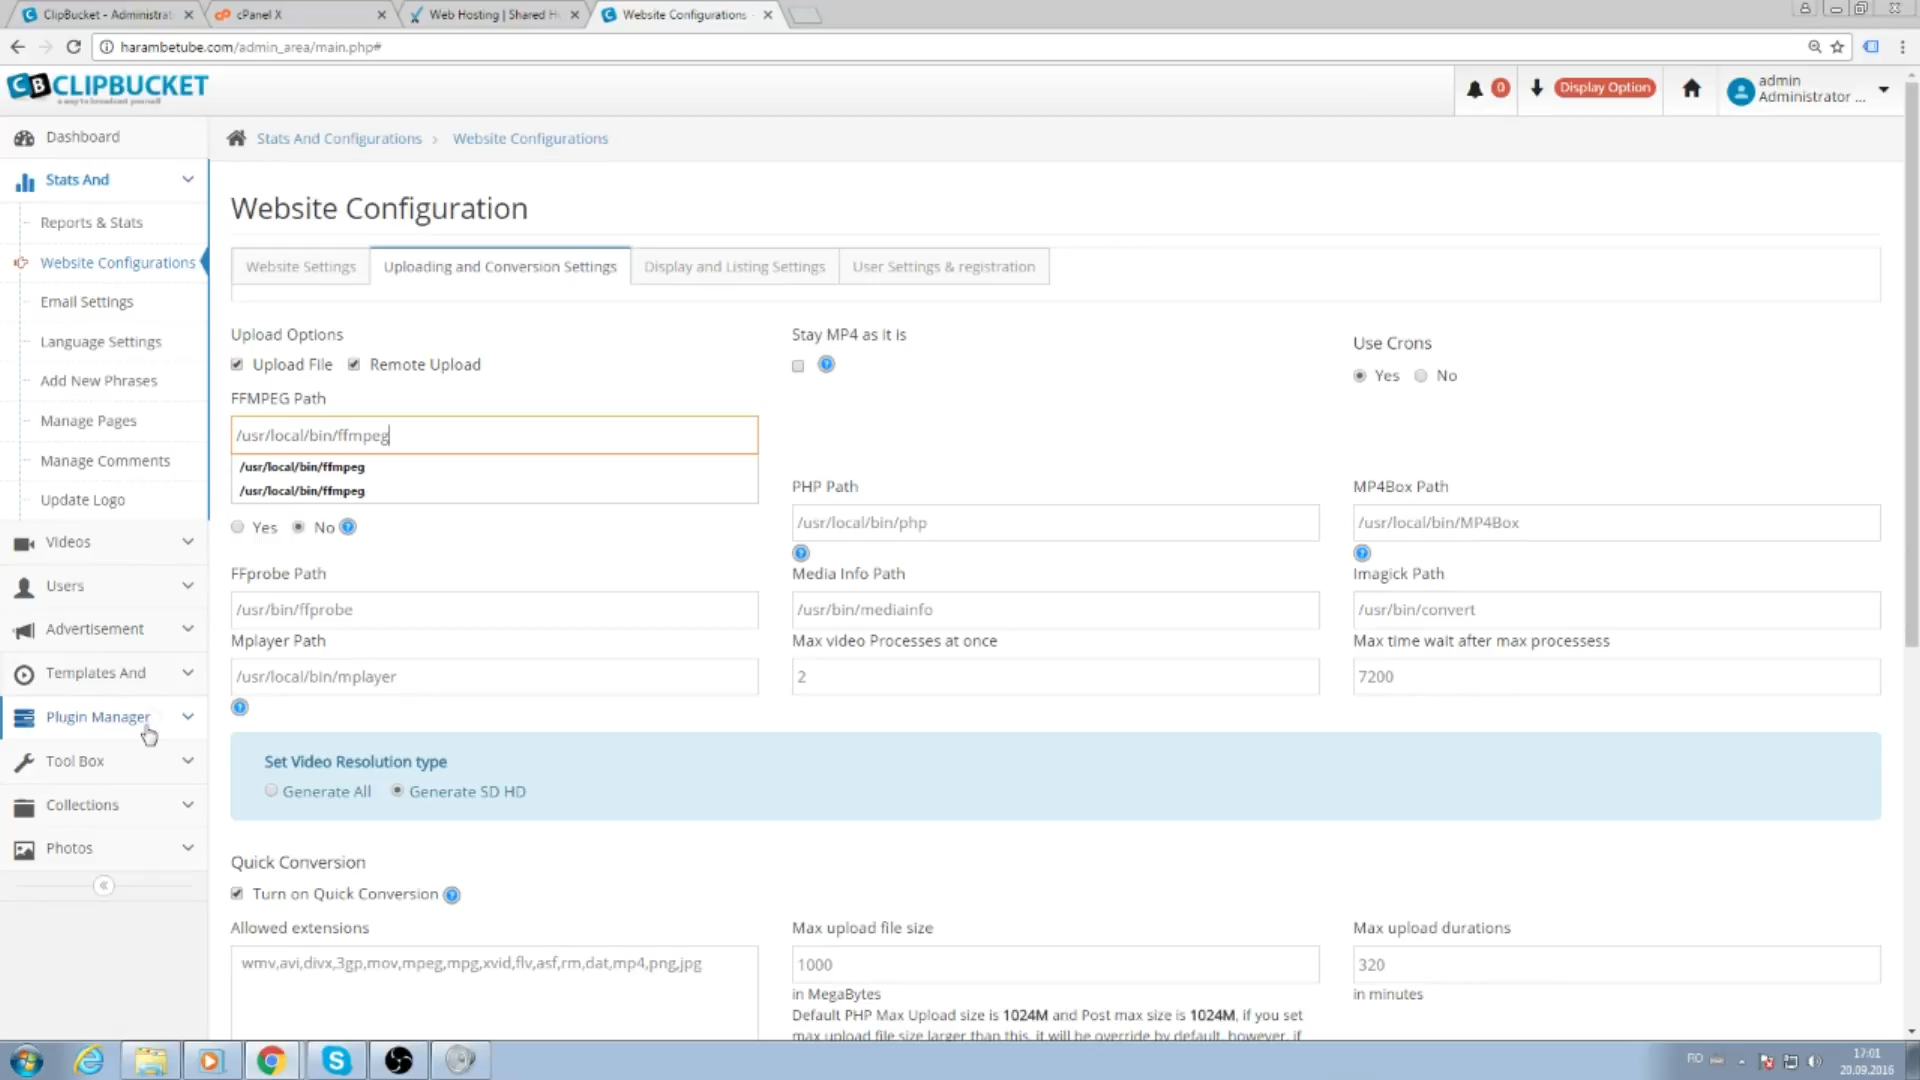 ClipBucket - Administrat
cPanel X
Web Hosting | Shared H
Website Configurations
harambetube.com/admin_area/main.php#
CB CLIPBUCKET
a way to broadcast yourself
0
Display Option
admin
Administrator ...
Dashboard
Stats And
Reports & Stats
Website Configurations
Email Settings
Language Settings
Add New Phrases
Manage Pages
Manage Comments
Update Logo
Videos
Users
Advertisement
Templates And
Plugin Manager
Tool Box
Collections
Photos
Stats And Configurations > Website Configurations
Website Configuration
Website Settings
Uploading and Conversion Settings
Display and Listing Settings
User Settings & registration
Upload Options
Upload File Remote Upload
Stay MP4 as it is
Use Crons
Yes No
FFMPEG Path
/usr/local/bin/ffmpeg
/usr/local/bin/ffmpeg
/usr/local/bin/ffmpeg
Yes No
PHP Path
/usr/local/bin/php
MP4Box Path
/usr/local/bin/MP4Box
FFprobe Path
/usr/bin/ffprobe
Media Info Path
/usr/bin/mediainfo
Imagick Path
/usr/bin/convert
Mplayer Path
/usr/local/bin/mplayer
Max video Processes at once
2
Max time wait after max processess
7200
Set Video Resolution type
Generate All Generate SD HD
Quick Conversion
Turn on Quick Conversion
Allowed extensions
wmv,avi,divx,3gp,mov,mpeg,mpg,xvid,flv,asf,rm,dat,mp4,png,jpg
Max upload file size
1000
in MegaBytes
Default PHP Max Upload size is 1024M and Post max size is 1024M, if you set
max upload file size larger than this, it will be override by default, however, if
Max upload durations
320
in minutes
RO
17:01
20.09.2016